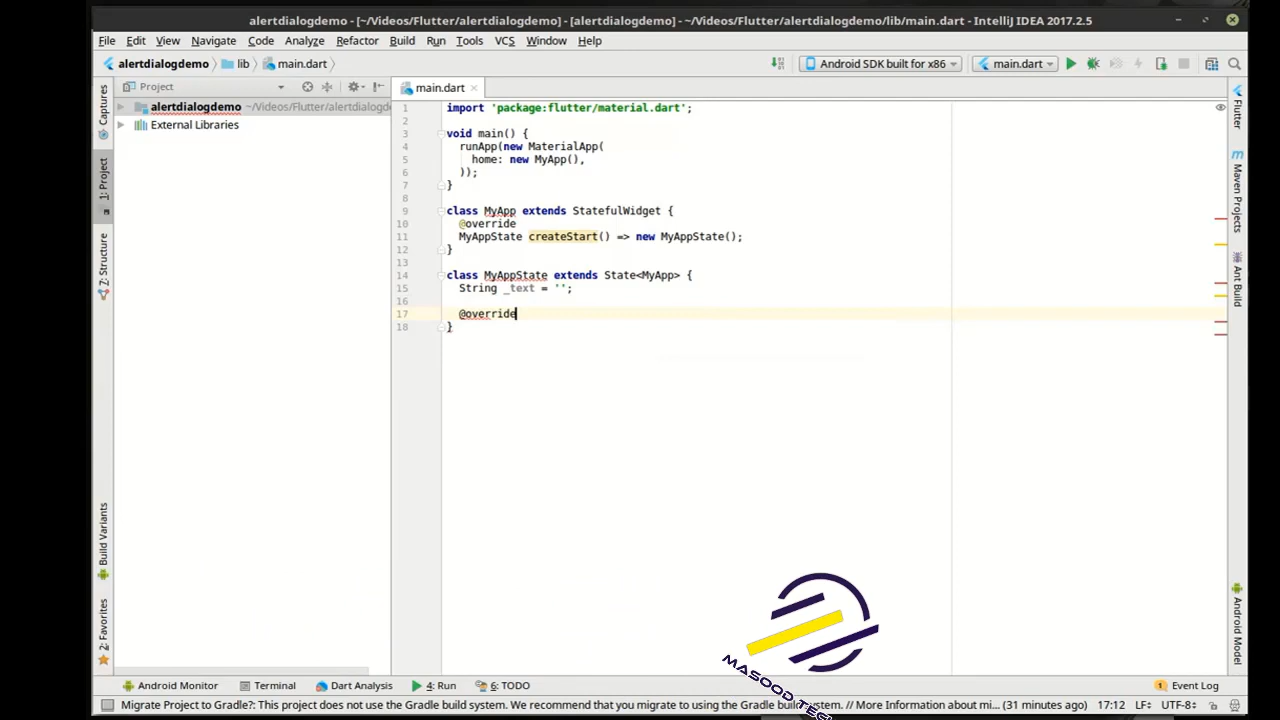 alertdialogdemo - [~/Videos/Flutter/alertdialogdemo] - [alertdialogdemo] - ~/Videos/Flutter/alertdialogdemo/lib/main.dart - IntelliJ IDEA 2017.2.5
File Edit View Navigate Code Analyze Refactor Build Run Tools VCS Window Help
alertdialogdemo lib main.dart Android SDK built for x86 main.dart
Project main.dart
alertdialogdemo ~/Videos/Flutter/alertdialogd
External Libraries
1 import 'package:flutter/material.dart';
2
3 void main() {
4 runApp(new MaterialApp(
5 home: new MyApp(),
6 ));
7 }
8
9 class MyApp extends StatefulWidget {
10 @override
11 MyAppState createStart() => new MyAppState();
12 }
13
14 class MyAppState extends State<MyApp> {
15 String _text = '';
16
17 @override
18 }
Captures
1: Project
Z: Structure
Build Variants
2: Favorites
Flutter
Maven Projects
Ant Build
Android Model
MASOOD TECH
Android Monitor Terminal Dart Analysis 4: Run 6: TODO Event Log
Migrate Project to Gradle?: This project does not use the Gradle build system. We recommend that you migrate to using the Gradle build system. // More Information about mi... (31 minutes ago) 17:12 LF÷ UTF-8÷